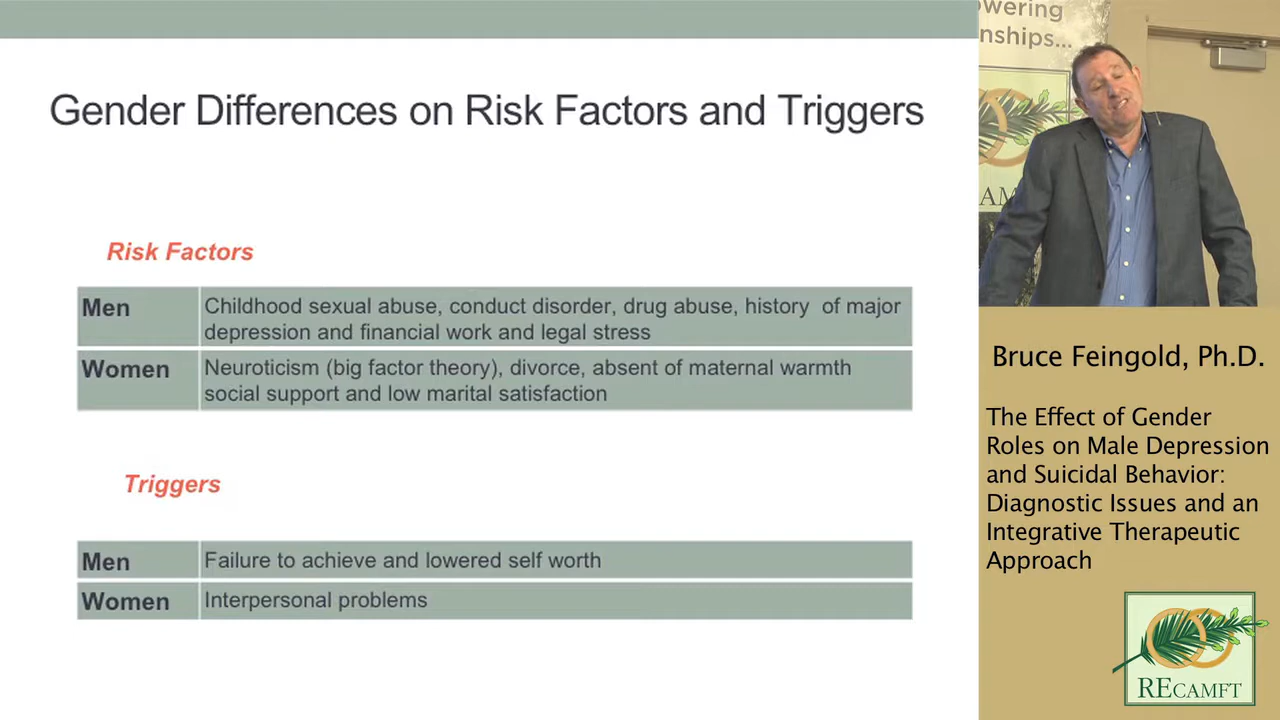 Gender Differences on Risk Factors and Triggers
Risk Factors
Men
Childhood sexual abuse, conduct disorder, drug abuse, history of major
depression and financial work and legal stress
Women
Neuroticism (big factor theory), divorce, absent of maternal warmth
social support and low marital satisfaction
Triggers
Men
Failure to achieve and lowered self worth
Women
Interpersonal problems
owering
nships...
AM
Bruce Feingold, Ph.D.
The Effect of Gender
Roles on Male Depression
and Suicidal Behavior:
Diagnostic Issues and an
Integrative Therapeutic
Approach
RECAMFT